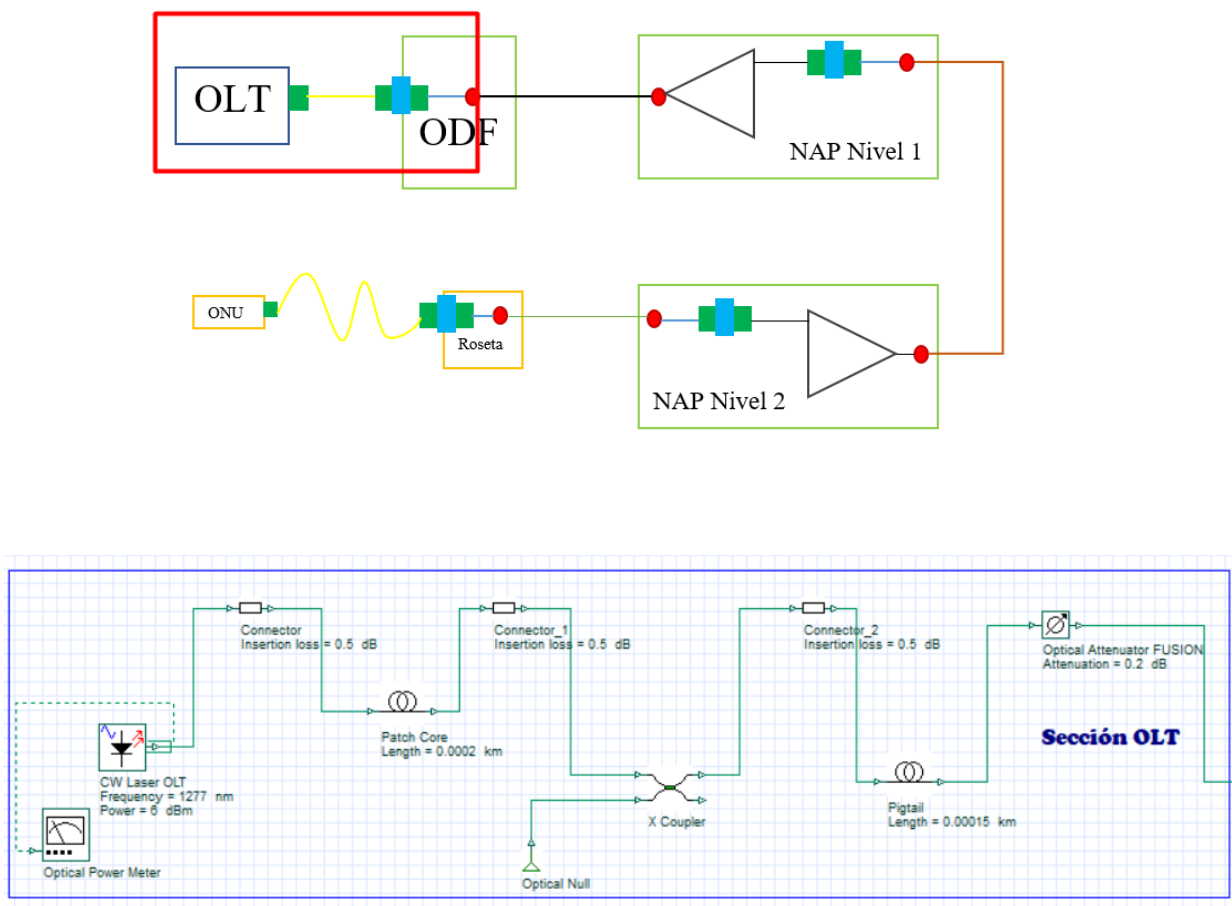 OLT
ODF
NAP Nivel 1
ONU
Roseta
NAP Nivel 2
Connector
Insertion loss = 0.5 dB
Connector_1
Insertion loss = 0.5 dB
Connector_2
Insertion loss = 0.5 dB
Optical Attenuator FUSION
Attenuation = 0.2 dB
Patch Core
Length = 0.0002 km
Sección OLT
CW Laser OLT
Frequency = 1277 nm
Power = 6 dBm
X Coupler
Pigtail
Length = 0.00015 km
Optical Power Meter
Optical Null